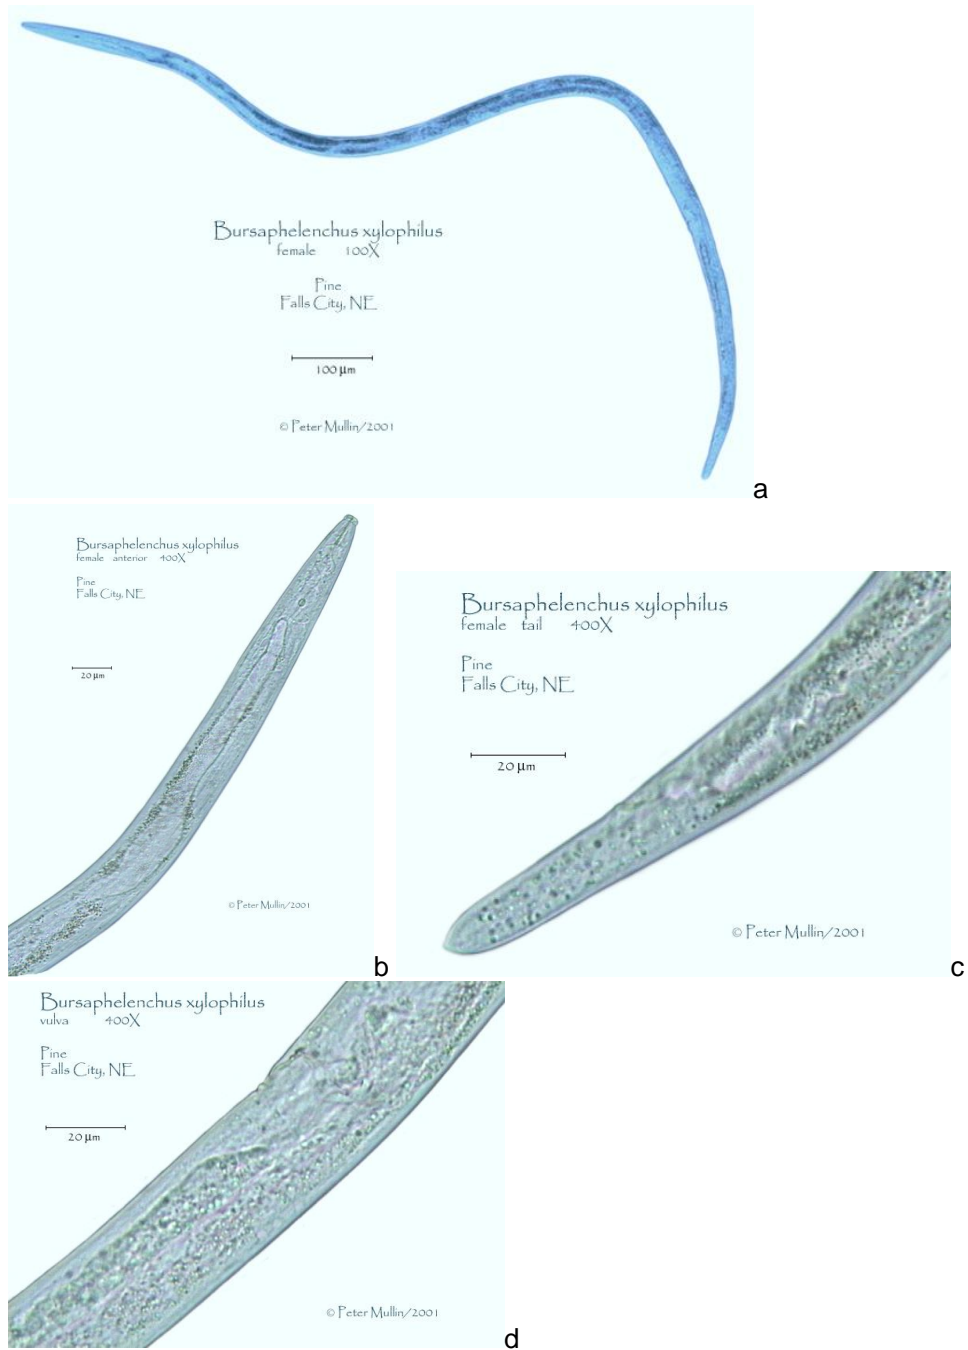 Bursaphelenchus xylophilus
female 100X
Pine
Falls City, NE
100 µm
© Peter Mullin/2001
a
Bursaphelenchus xylophilus
female anterior 400X
Pine
Falls City, NE
20 µm
© Peter Mullin/2001
b
Bursaphelenchus xylophilus
female tail 400X
Pine
Falls City, NE
20 µm
© Peter Mullin/2001
c
Bursaphelenchus xylophilus
vulva 400X
Pine
Falls City, NE
20 µm
© Peter Mullin/2001
d